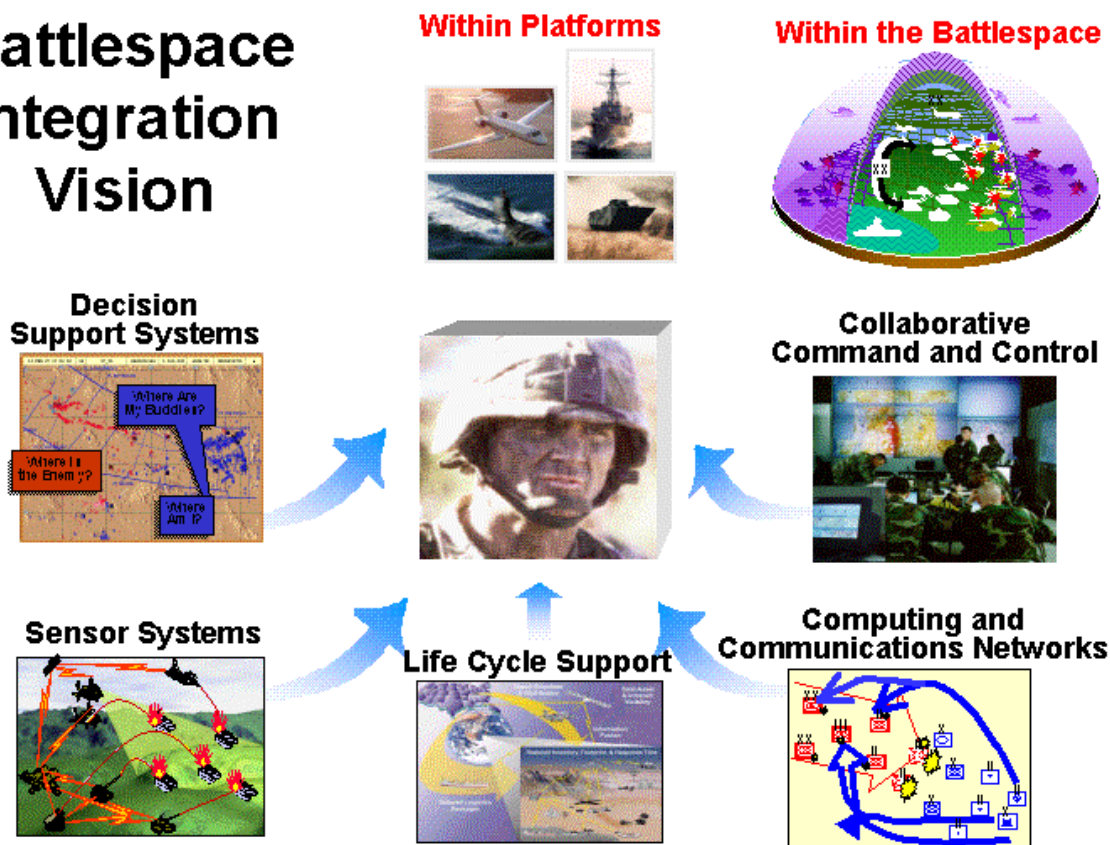 attlespace
ntegration
Vision
Within Platforms
Within the Battlespace
Decision
Support Systems
Where Are
My Buddies?
Where Is
the Enemy?
Where
Am I?
Collaborative
Command and Control
Sensor Systems
Life Cycle Support
Computing and
Communications Networks